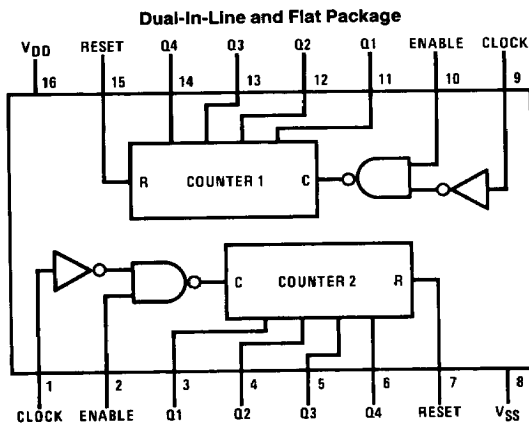 Dual-In-Line and Flat Package
VDD RESET Q4 Q3 Q2 Q1 ENABLE CLOCK
16 15 14 13 12 11 10 9
R COUNTER 1 C
C COUNTER 2 R
1 2 3 4 5 6 7 8
CLOCK ENABLE Q1 Q2 Q3 Q4 RESET VSS